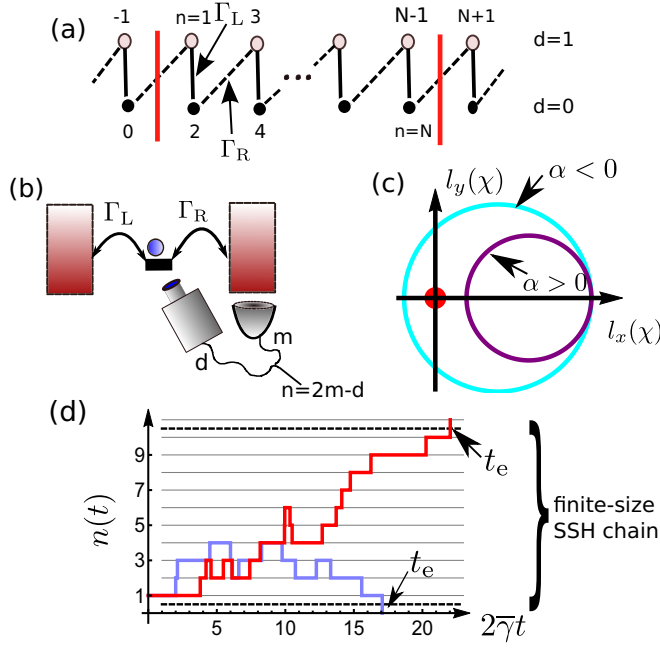 (a)
-1 n=1 Γ_L 3 N-1 N+1
d=1
...
0 2 4 n=N d=0
Γ_R
(b)
Γ_L Γ_R
m
d
n=2m-d
(c)
l_y(χ) α < 0
α > 0
l_x(χ)
(d)
n(t)
9
7
5
3
1
5 10 15 20
2γ̅t
t_e
t_e
finite-size
SSH chain